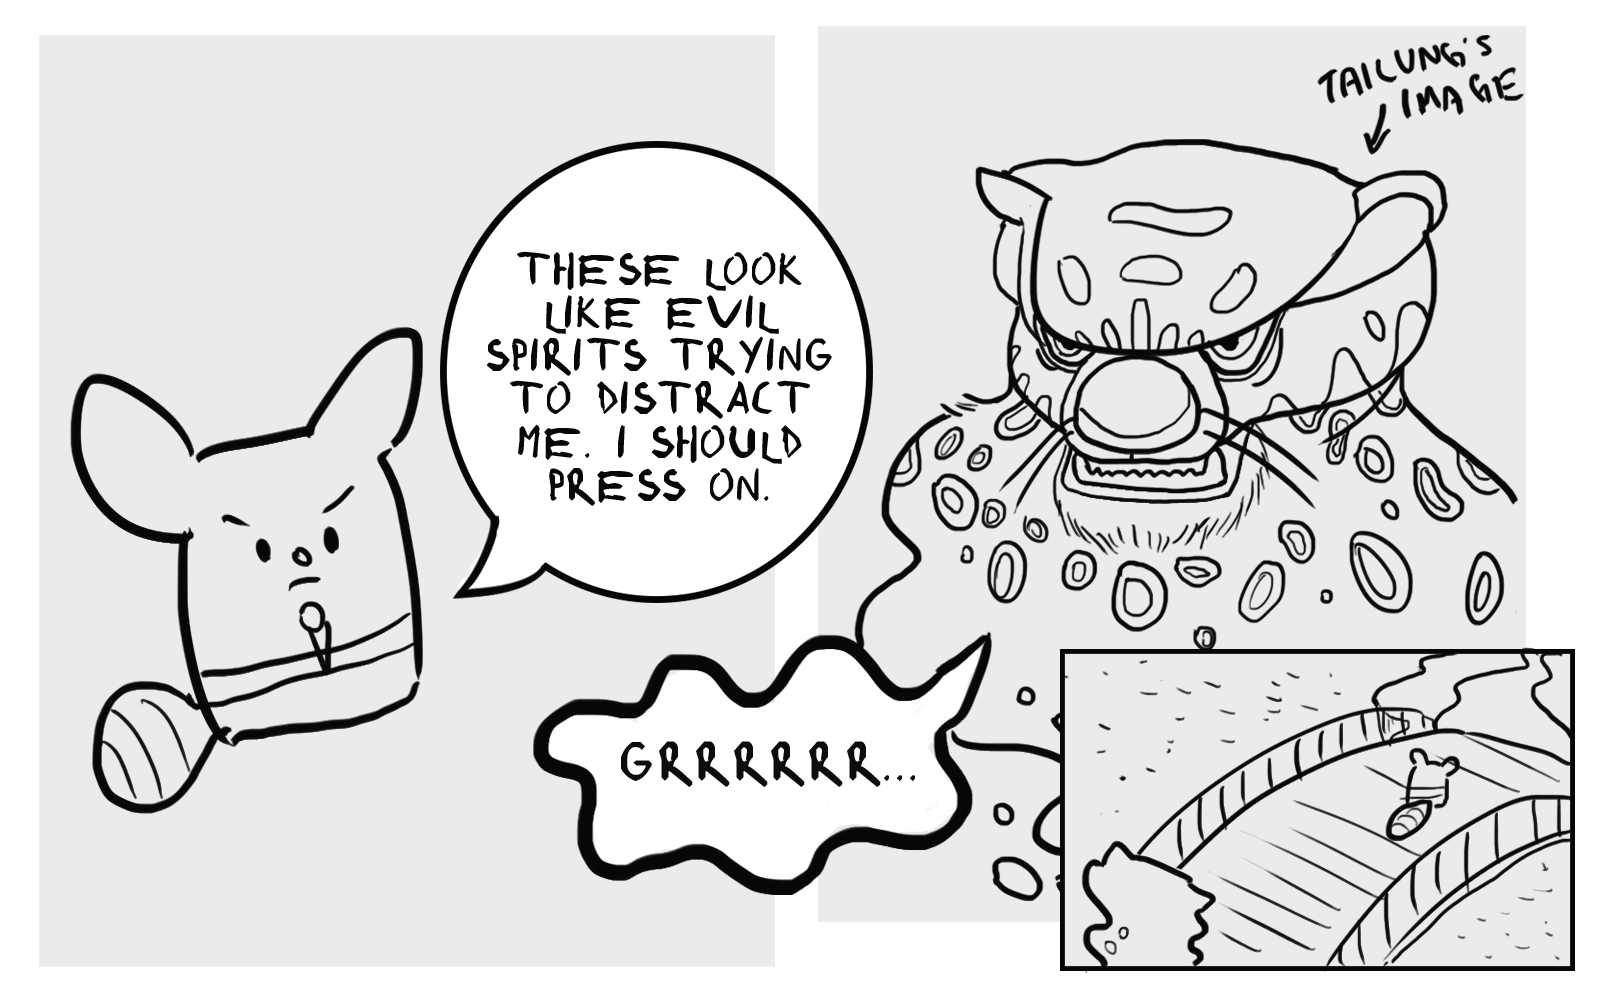 THESE LOOK
LIKE EVIL
SPIRITS TRYING
TO DISTRACT
ME. I SHOULD
PRESS ON.
TAILUNG'S
IMAGE
GRRRRRR...